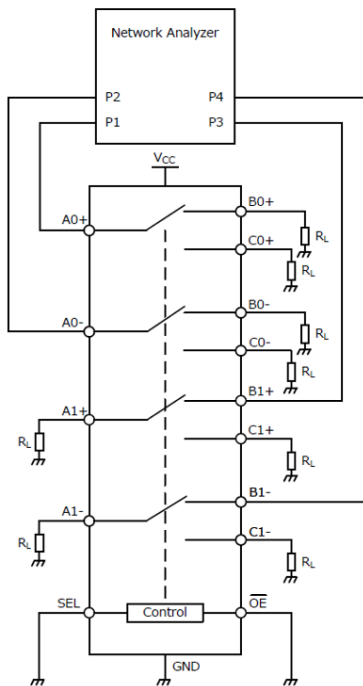 Network Analyzer
P2 P4
P1 P3
VCC
A0+ B0+
RL
C0+
RL
A0- B0-
RL
C0-
RL
A1+ B1+
RL
C1+
RL
A1- B1-
RL
C1-
RL
SEL Control OE
GND